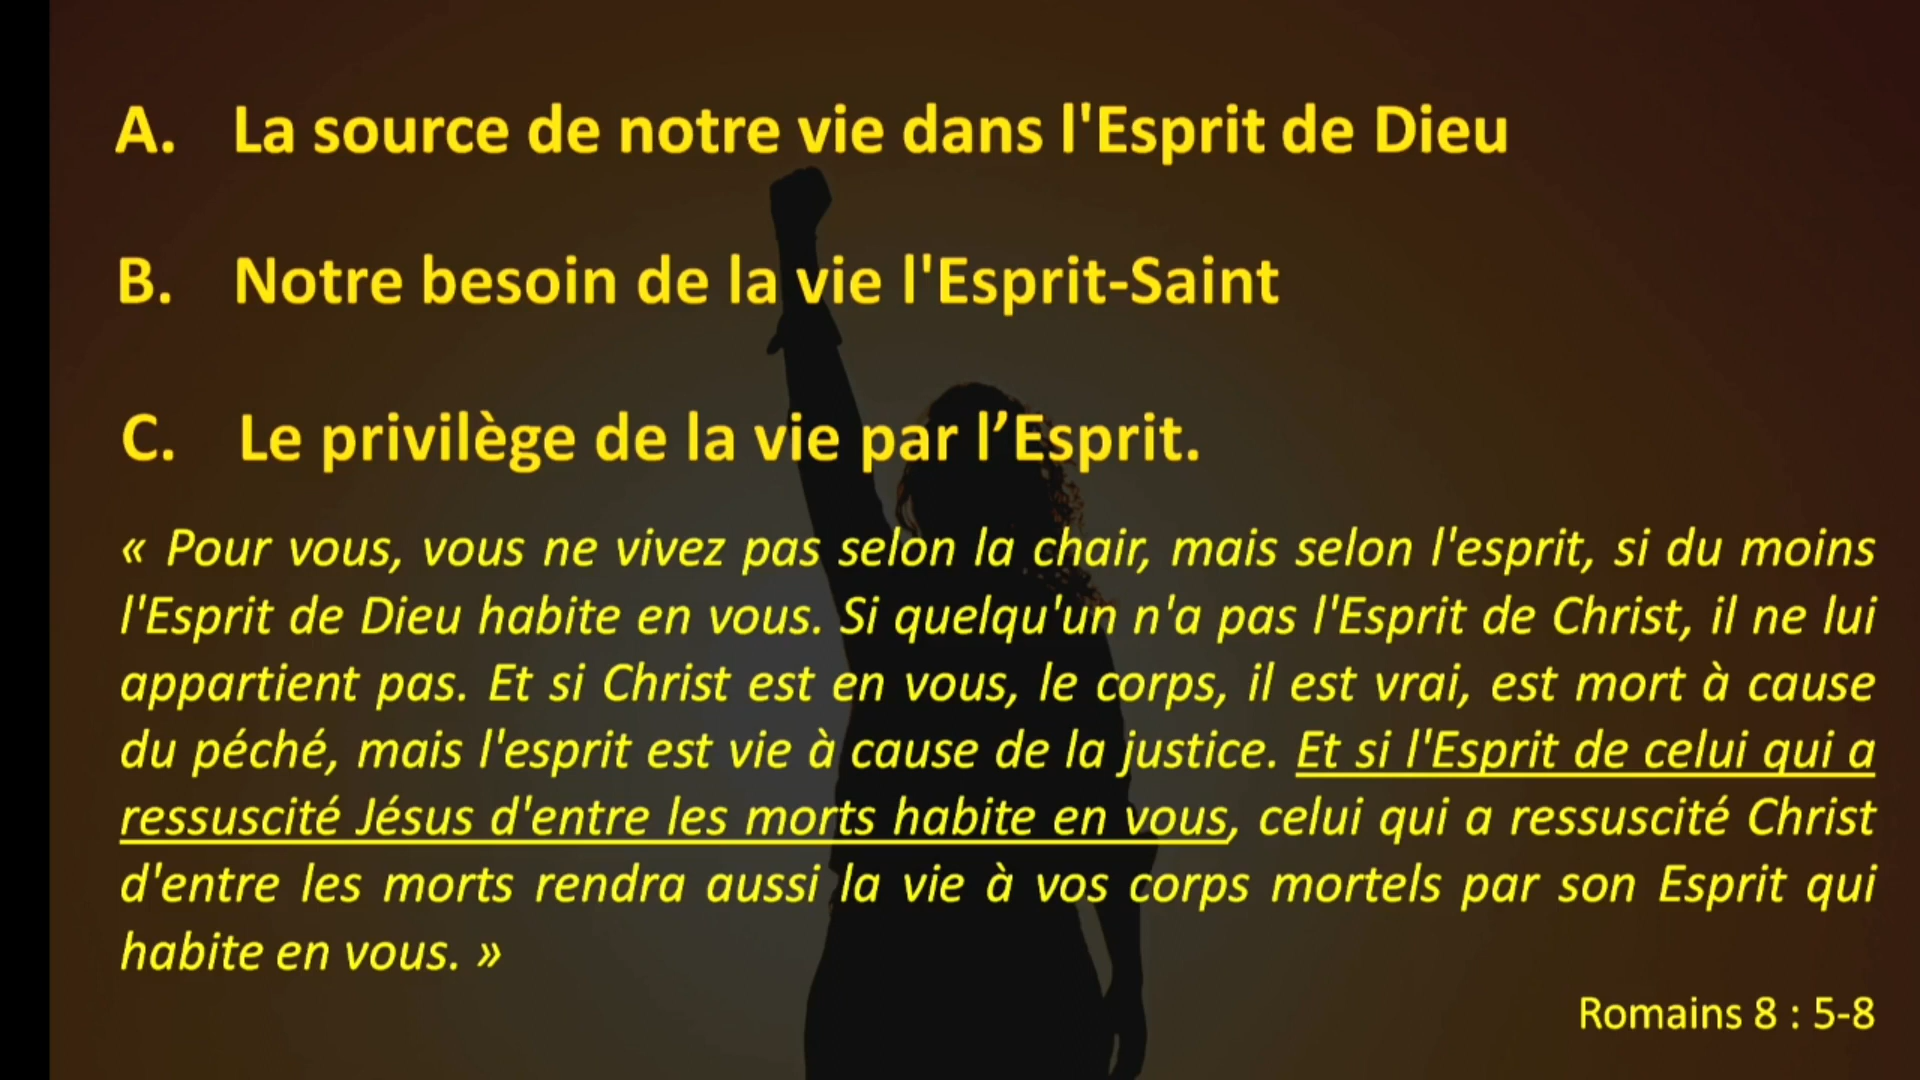 A. La source de notre vie dans l'Esprit de Dieu
B. Notre besoin de la vie l'Esprit-Saint
C. Le privilège de la vie par l’Esprit.
« Pour vous, vous ne vivez pas selon la chair, mais selon l'esprit, si du moins
l'Esprit de Dieu habite en vous. Si quelqu'un n'a pas l'Esprit de Christ, il ne lui
appartient pas. Et si Christ est en vous, le corps, il est vrai, est mort à cause
du péché, mais l'esprit est vie à cause de la justice. Et si l'Esprit de celui qui a
ressuscité Jésus d'entre les morts habite en vous, celui qui a ressuscité Christ
d'entre les morts rendra aussi la vie à vos corps mortels par son Esprit qui
habite en vous. »
Romains 8 : 5-8